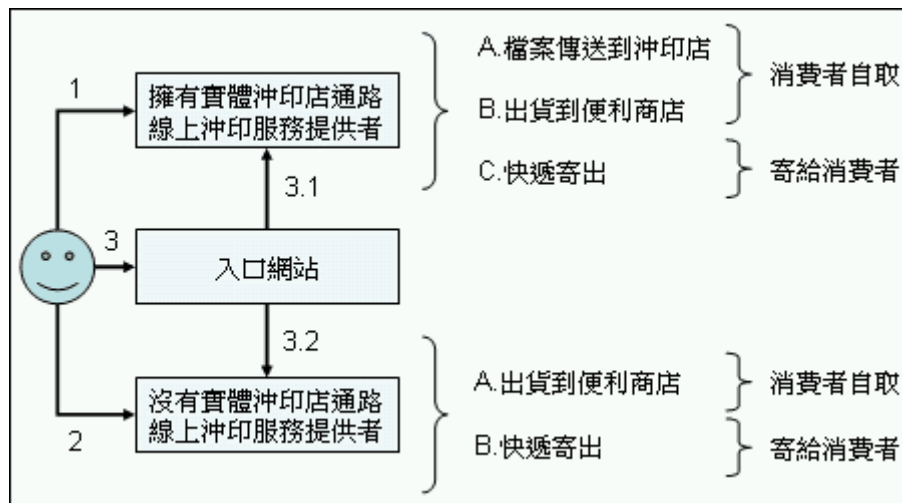 1
擁有實體沖印店通路
線上沖印服務提供者
A.檔案傳送到沖印店
B.出貨到便利商店
消費者自取
C.快遞寄出
寄給消費者
3.1
3
入口網站
3.2
2
沒有實體沖印店通路
線上沖印服務提供者
A.出貨到便利商店
消費者自取
B.快遞寄出
寄給消費者